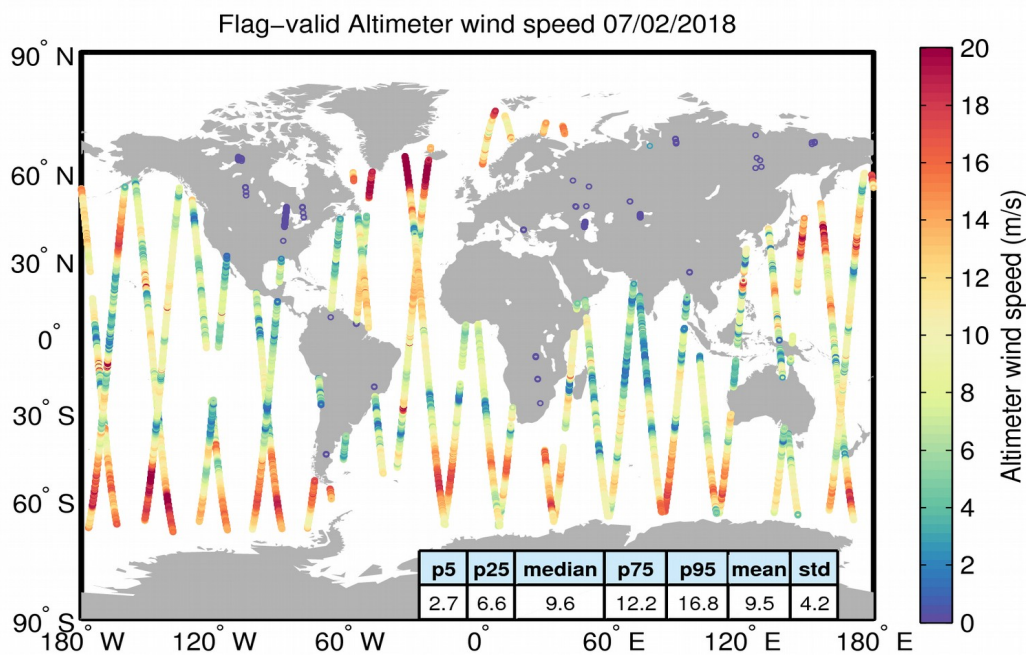 Flag−valid Altimeter wind speed 07/02/2018
90° N
60° N
30° N
0°
30° S
60° S
90° S
180° W
120° W
60° W
0°
60° E
120° E
180° E
p5 p25 median p75 p95 mean std
2.7 6.6 9.6 12.2 16.8 9.5 4.2
20
18
16
14
12
10
8
6
4
2
0
Altimeter wind speed (m/s)